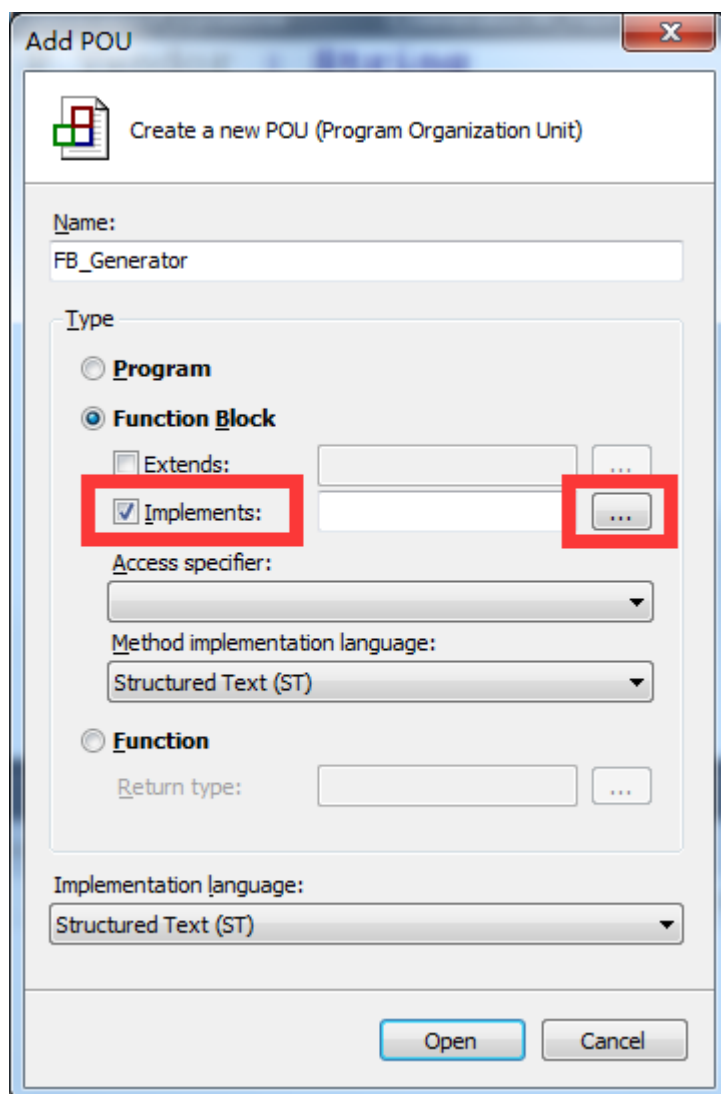 Add POU
Create a new POU (Program Organization Unit)
Name:
FB_Generator
Type
Program
Function Block
Extends:
...
Implements:
...
Access specifier:
Method implementation language:
Structured Text (ST)
Function
Return type:
...
Implementation language:
Structured Text (ST)
Open
Cancel